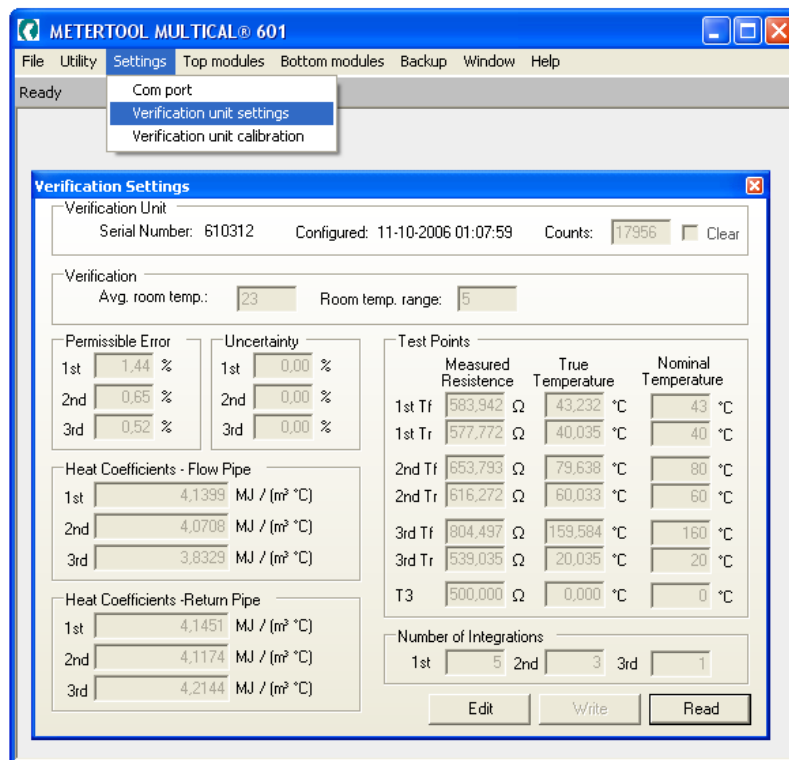 METERTOOL MULTICAL® 601
File Utility Settings Top modules Bottom modules Backup Window Help
Ready
Com port
Verification unit settings
Verification unit calibration
Verification Settings
Verification Unit
Serial Number: 610312 Configured: 11-10-2006 01:07:59 Counts: 17956 Clear
Verification
Avg. room temp.: 23 Room temp. range: 5
Permissible Error
1st 1,44 %
2nd 0,65 %
3rd 0,52 %
Uncertainty
1st 0,00 %
2nd 0,00 %
3rd 0,00 %
Heat Coefficients - Flow Pipe
1st 4,1399 MJ / (m³ °C)
2nd 4,0708 MJ / (m³ °C)
3rd 3,8329 MJ / (m³ °C)
Heat Coefficients -Return Pipe
1st 4,1451 MJ / (m³ °C)
2nd 4,1174 MJ / (m³ °C)
3rd 4,2144 MJ / (m³ °C)
Test Points
Measured True Nominal
Resistence Temperature Temperature
1st Tf 583,942 Ω 43,232 °C 43 °C
1st Tr 577,772 Ω 40,035 °C 40 °C
2nd Tf 653,793 Ω 79,638 °C 80 °C
2nd Tr 616,272 Ω 60,033 °C 60 °C
3rd Tf 804,497 Ω 159,584 °C 160 °C
3rd Tr 539,035 Ω 20,035 °C 20 °C
T3 500,000 Ω 0,000 °C 0 °C
Number of Integrations
1st 5 2nd 3 3rd 1
Edit Write Read